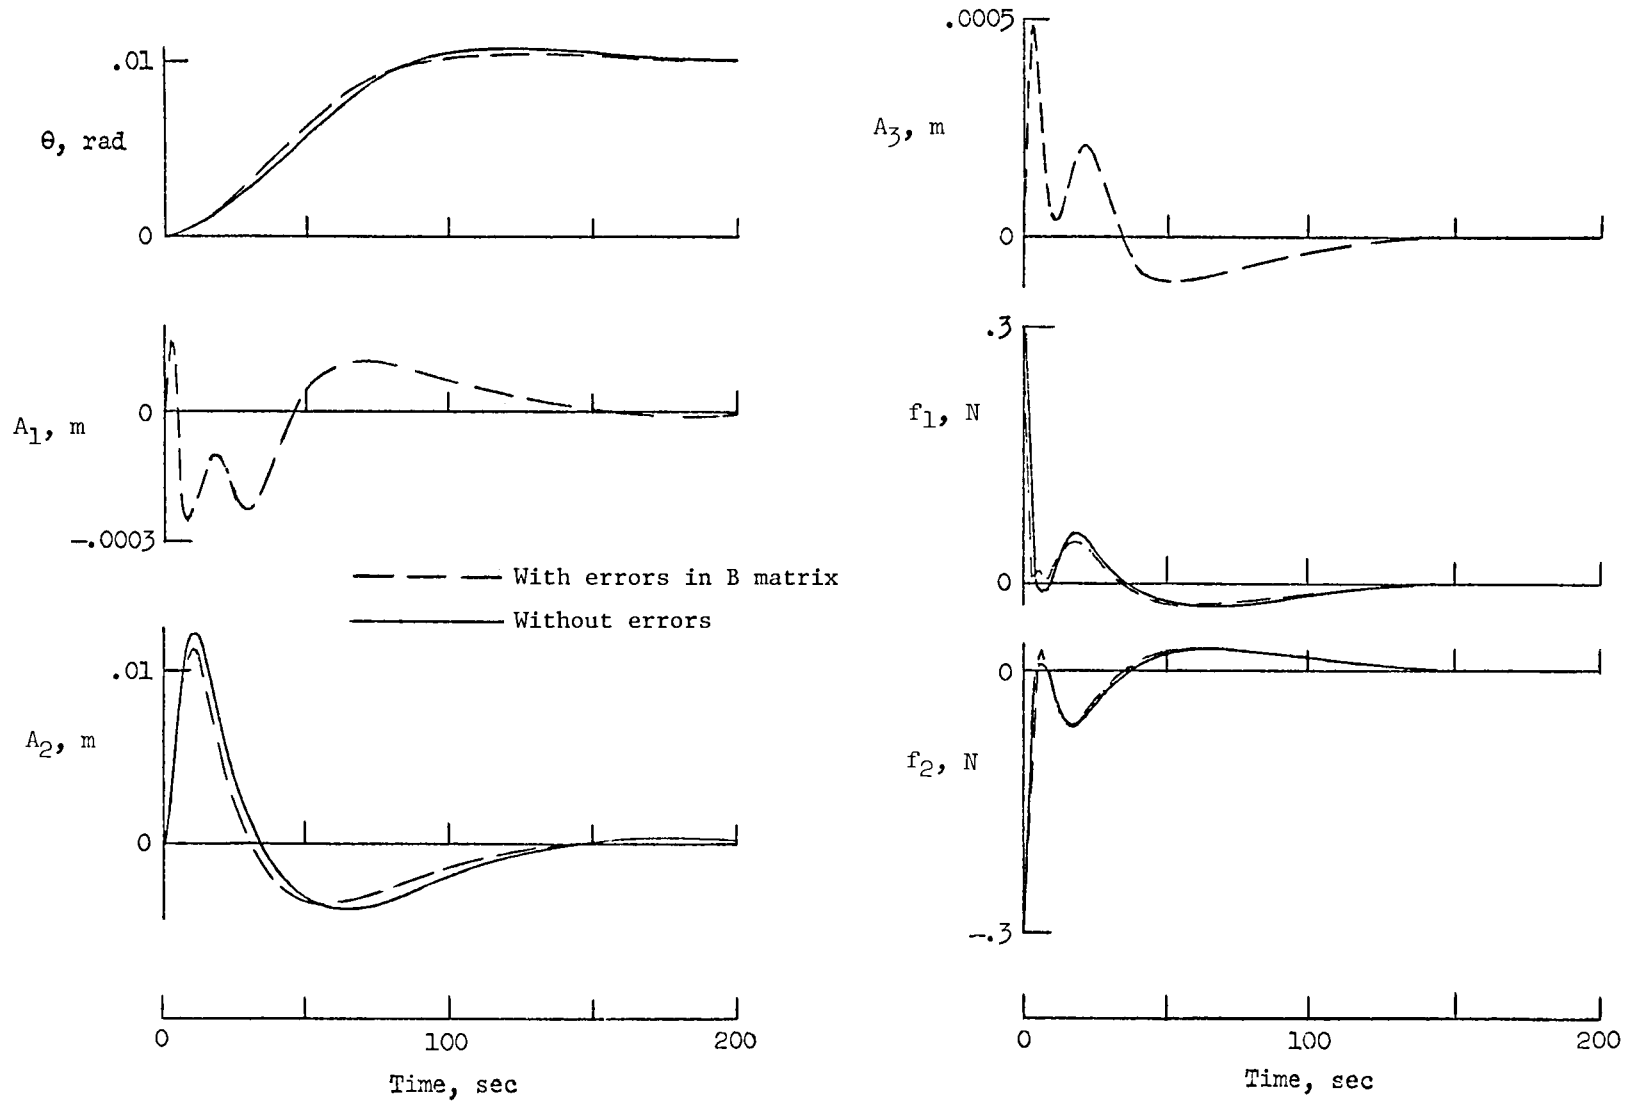 .01
θ, rad
0
0
A1, m
-.0003
With errors in B matrix
Without errors
.01
A2, m
0
0 100 200
Time, sec
.0005
A3, m
0
.3
f1, N
0
0
f2, N
-.3
0 100 200
Time, sec